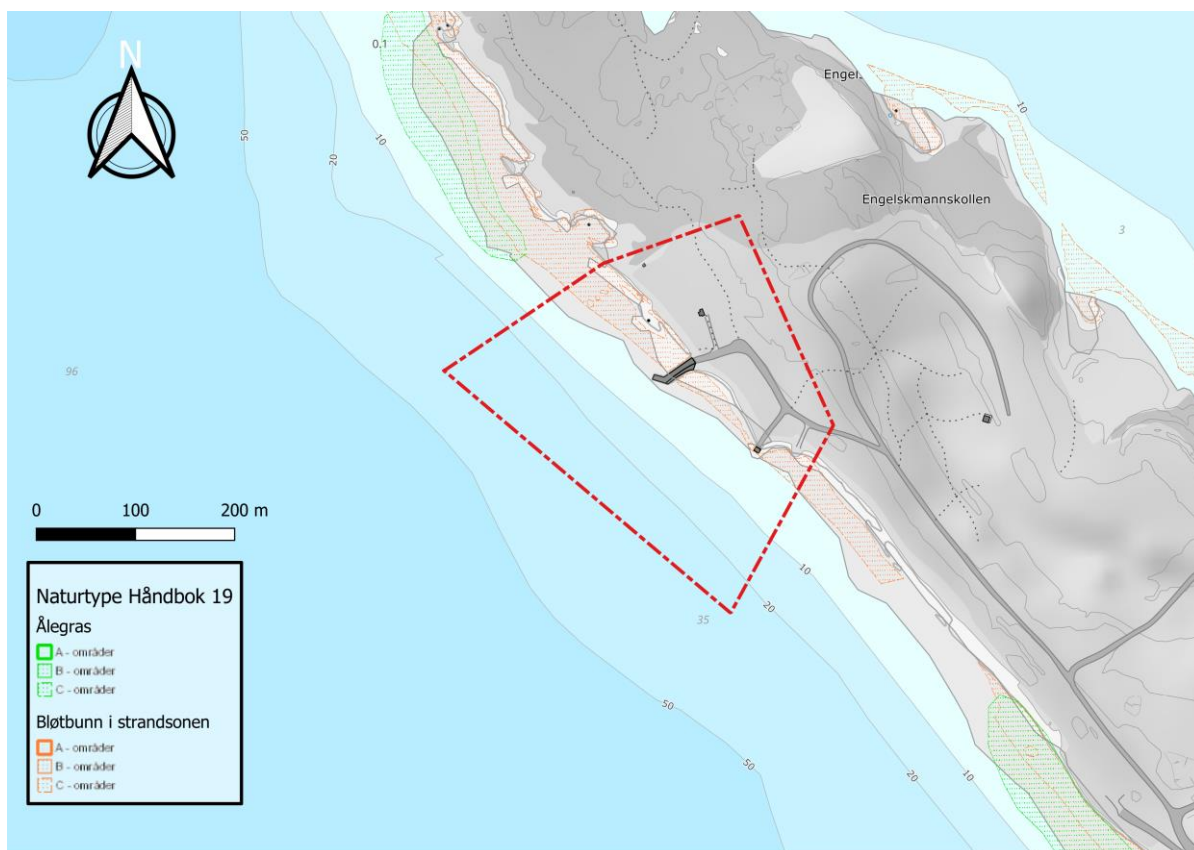 N
0.1
50
20
10
Engel.
10
Engelskmannskollen
3
96
0 100 200 m
10
20
35
50
50
20
10
Naturtype Håndbok 19
Ålegras
A - områder
B - områder
C - områder
Bløtbunn i strandsonen
A - områder
B - områder
C - områder